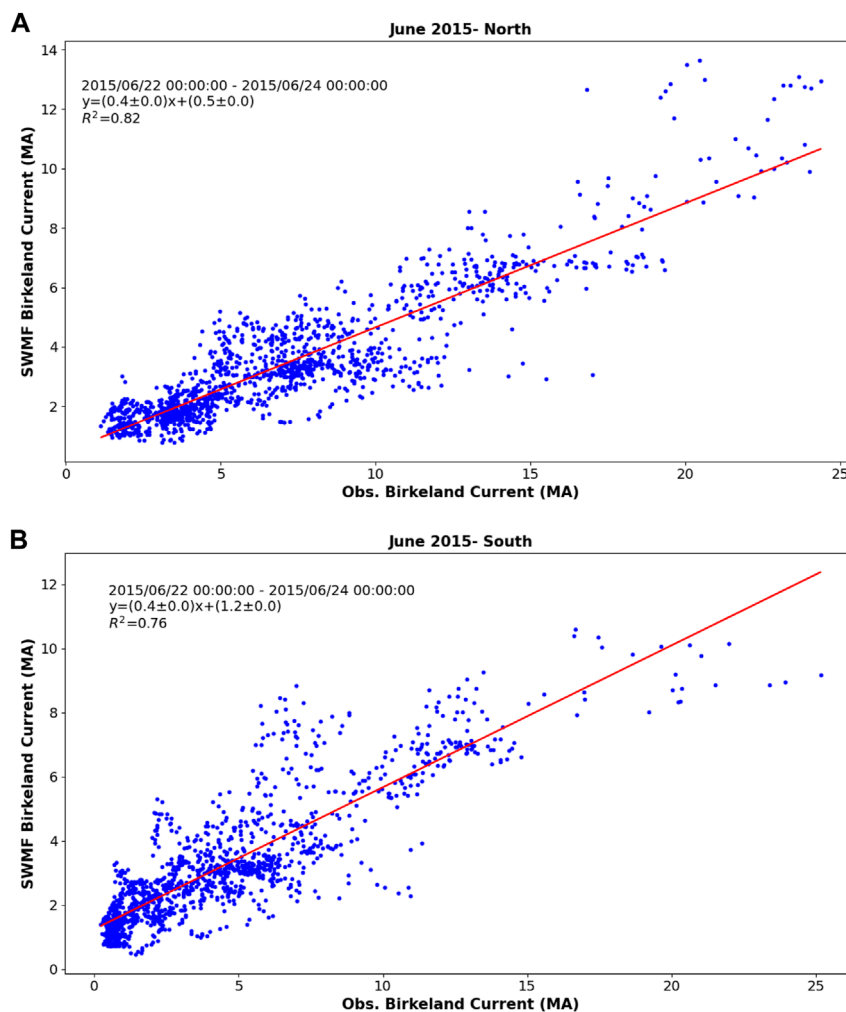 A
June 2015- North
2015/06/22 00:00:00 - 2015/06/24 00:00:00
y=(0.4±0.0)x+(0.5±0.0)
R²=0.82
14
12
10
8
6
4
2
SWMF Birkeland Current (MA)
0 5 10 15 20 25
Obs. Birkeland Current (MA)
B
June 2015- South
2015/06/22 00:00:00 - 2015/06/24 00:00:00
y=(0.4±0.0)x+(1.2±0.0)
R²=0.76
12
10
8
6
4
2
0
SWMF Birkeland Current (MA)
0 5 10 15 20 25
Obs. Birkeland Current (MA)